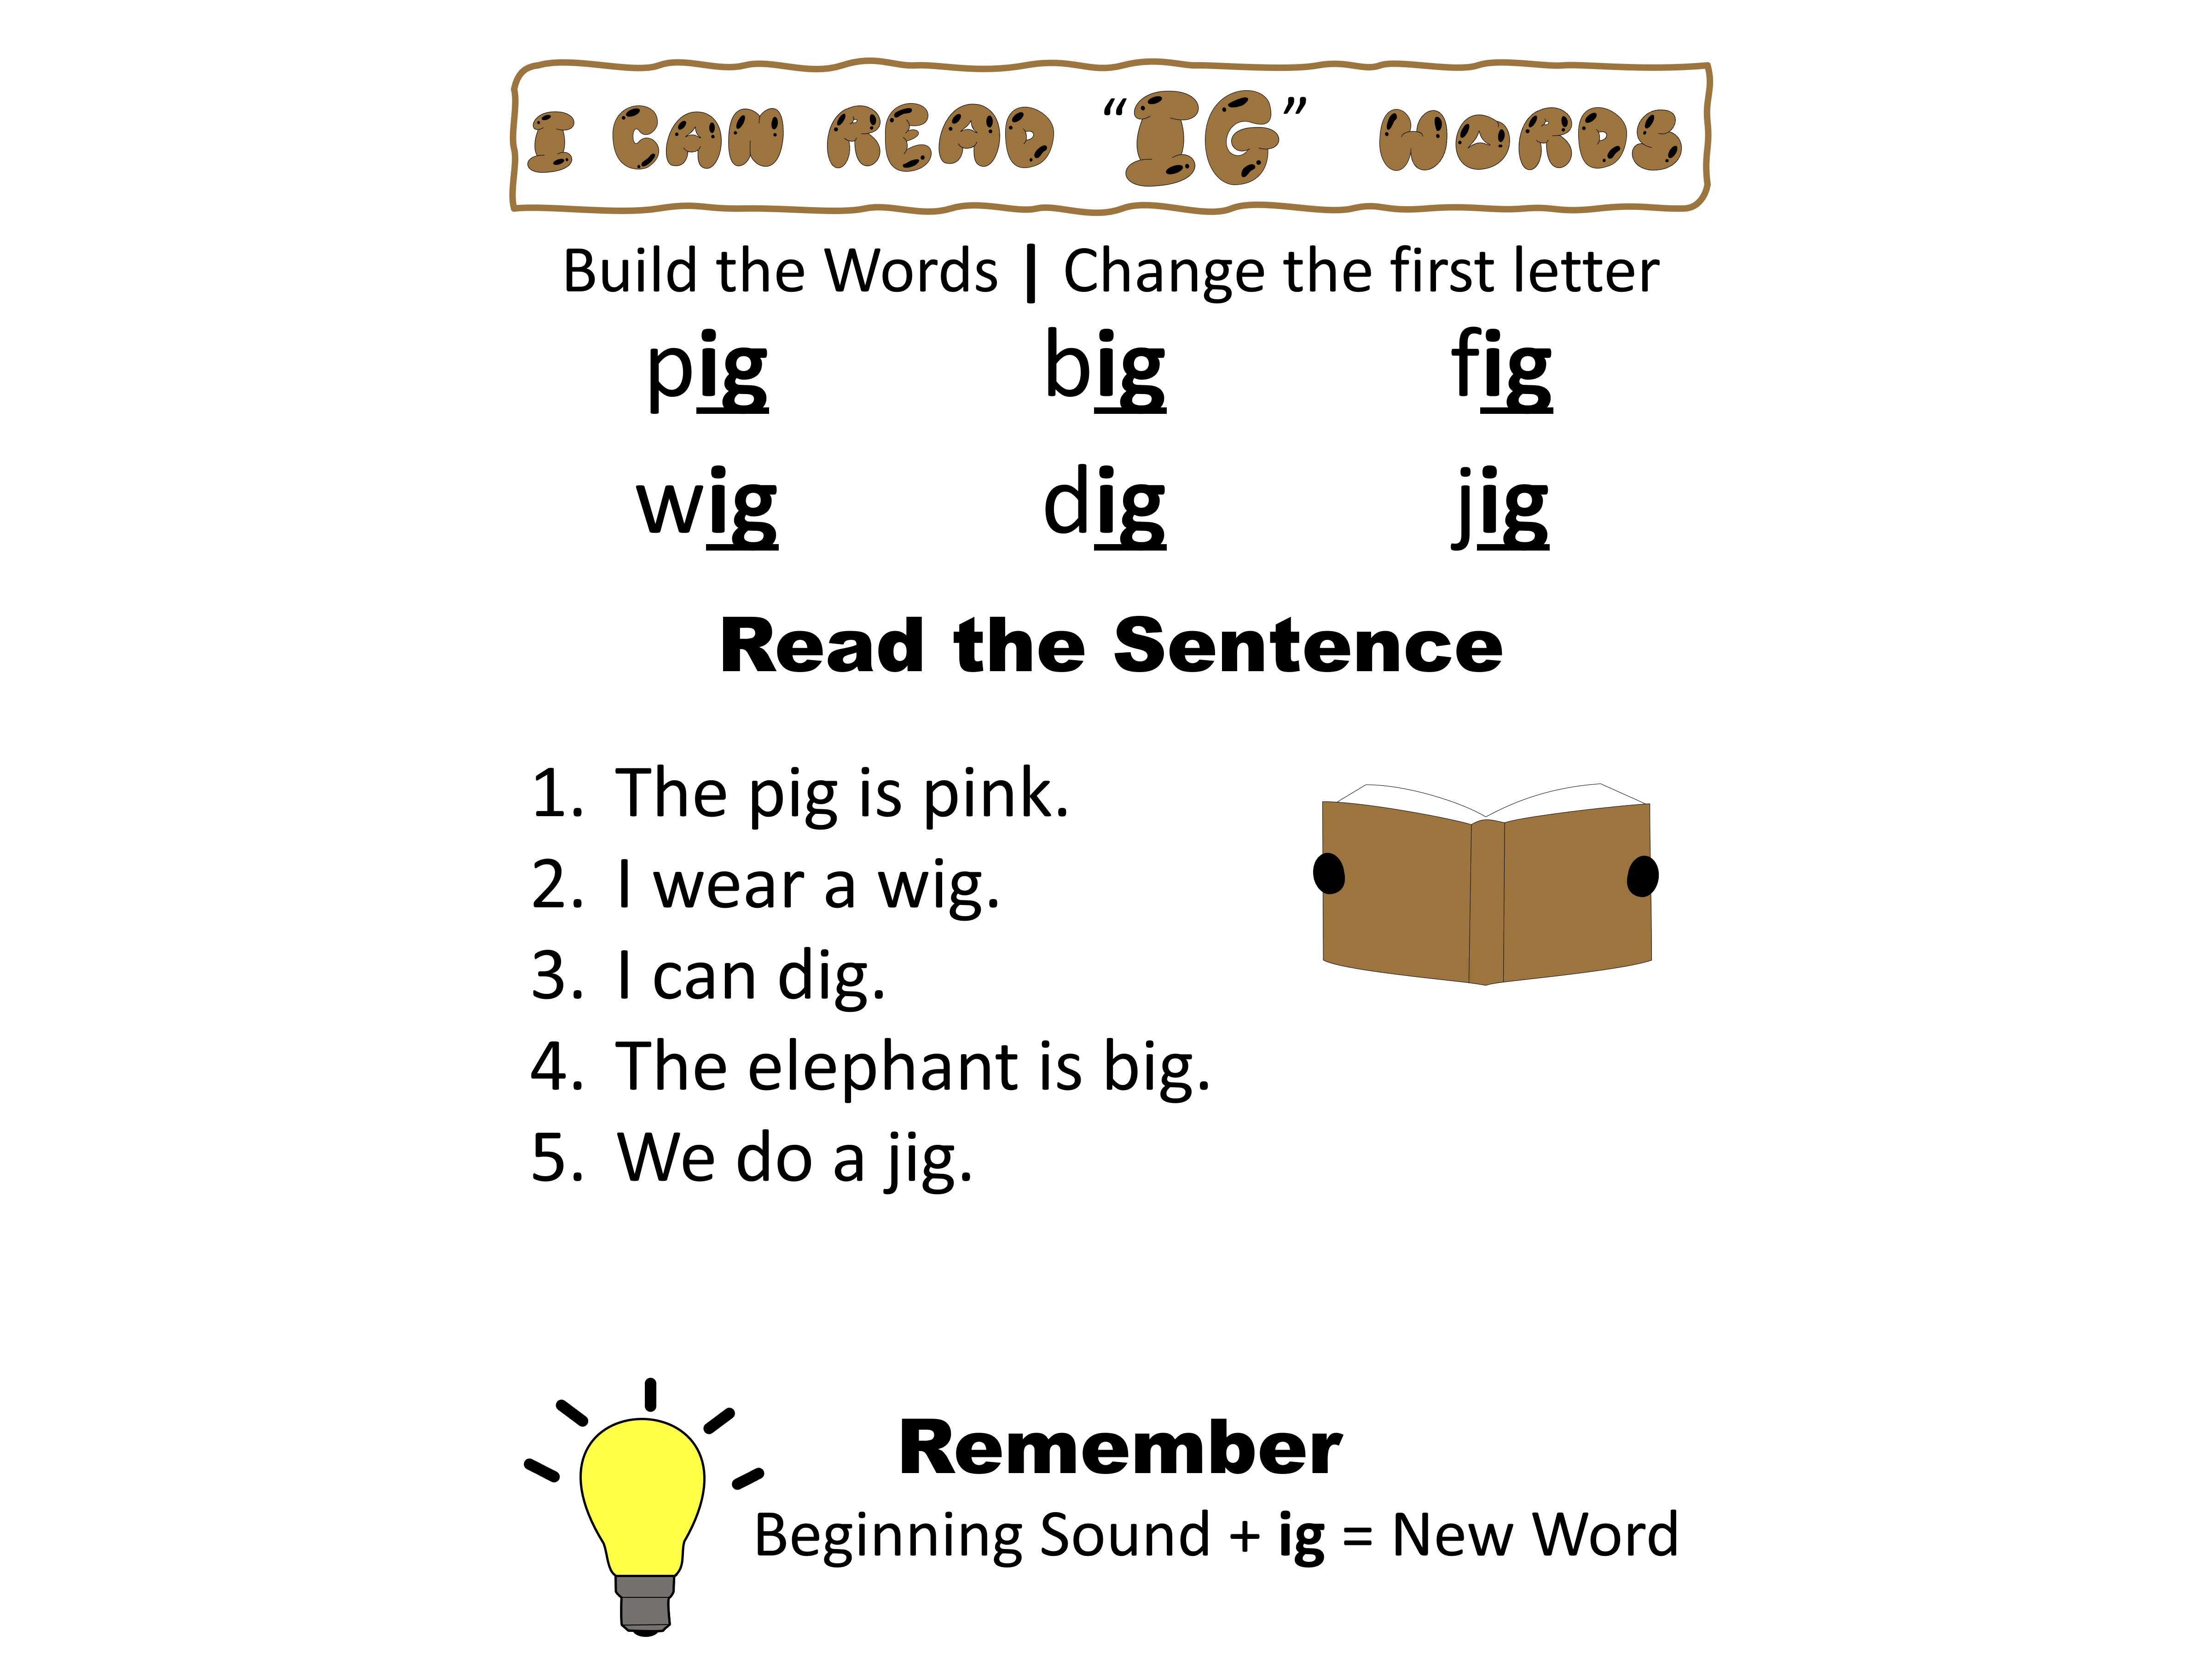 I CAN READ “IG” WORDS
Build the Words | Change the first letter
pig big fig
wig dig jig
Read the Sentence
1. The pig is pink.
2. I wear a wig.
3. I can dig.
4. The elephant is big.
5. We do a jig.
Remember
Beginning Sound + ig = New Word